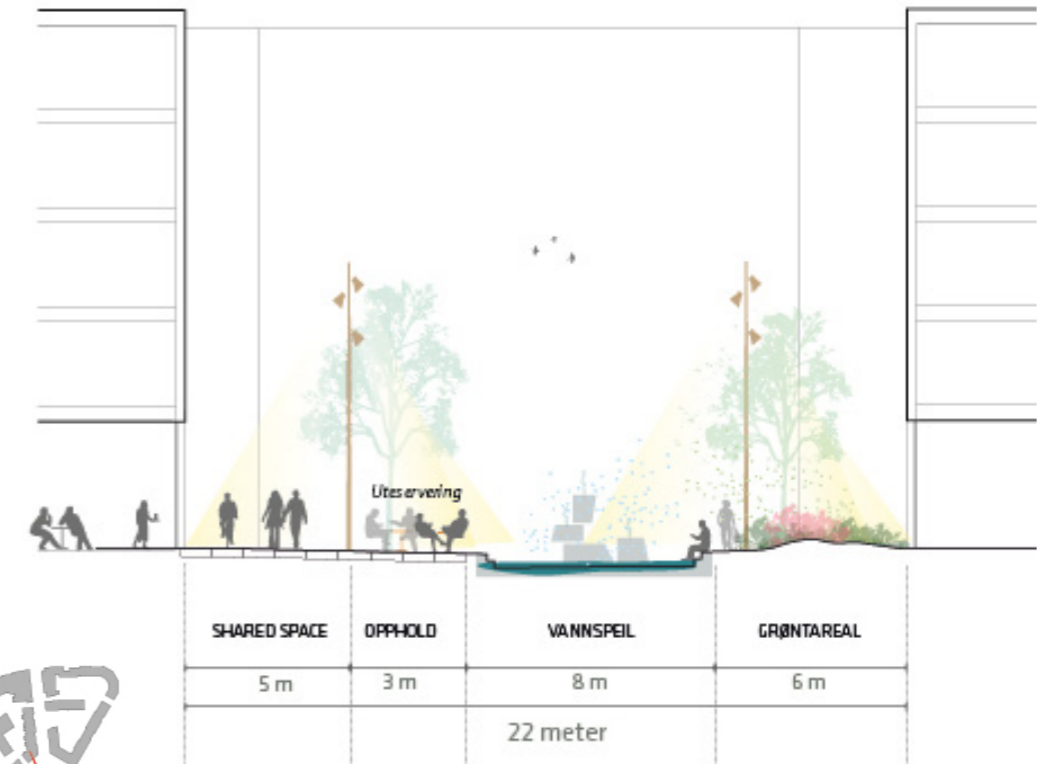 Uteservering
SHARED SPACE OPPHOLD VANNSPEIL GRØNTAREAL
5 m 3 m 8 m 6 m
22 meter